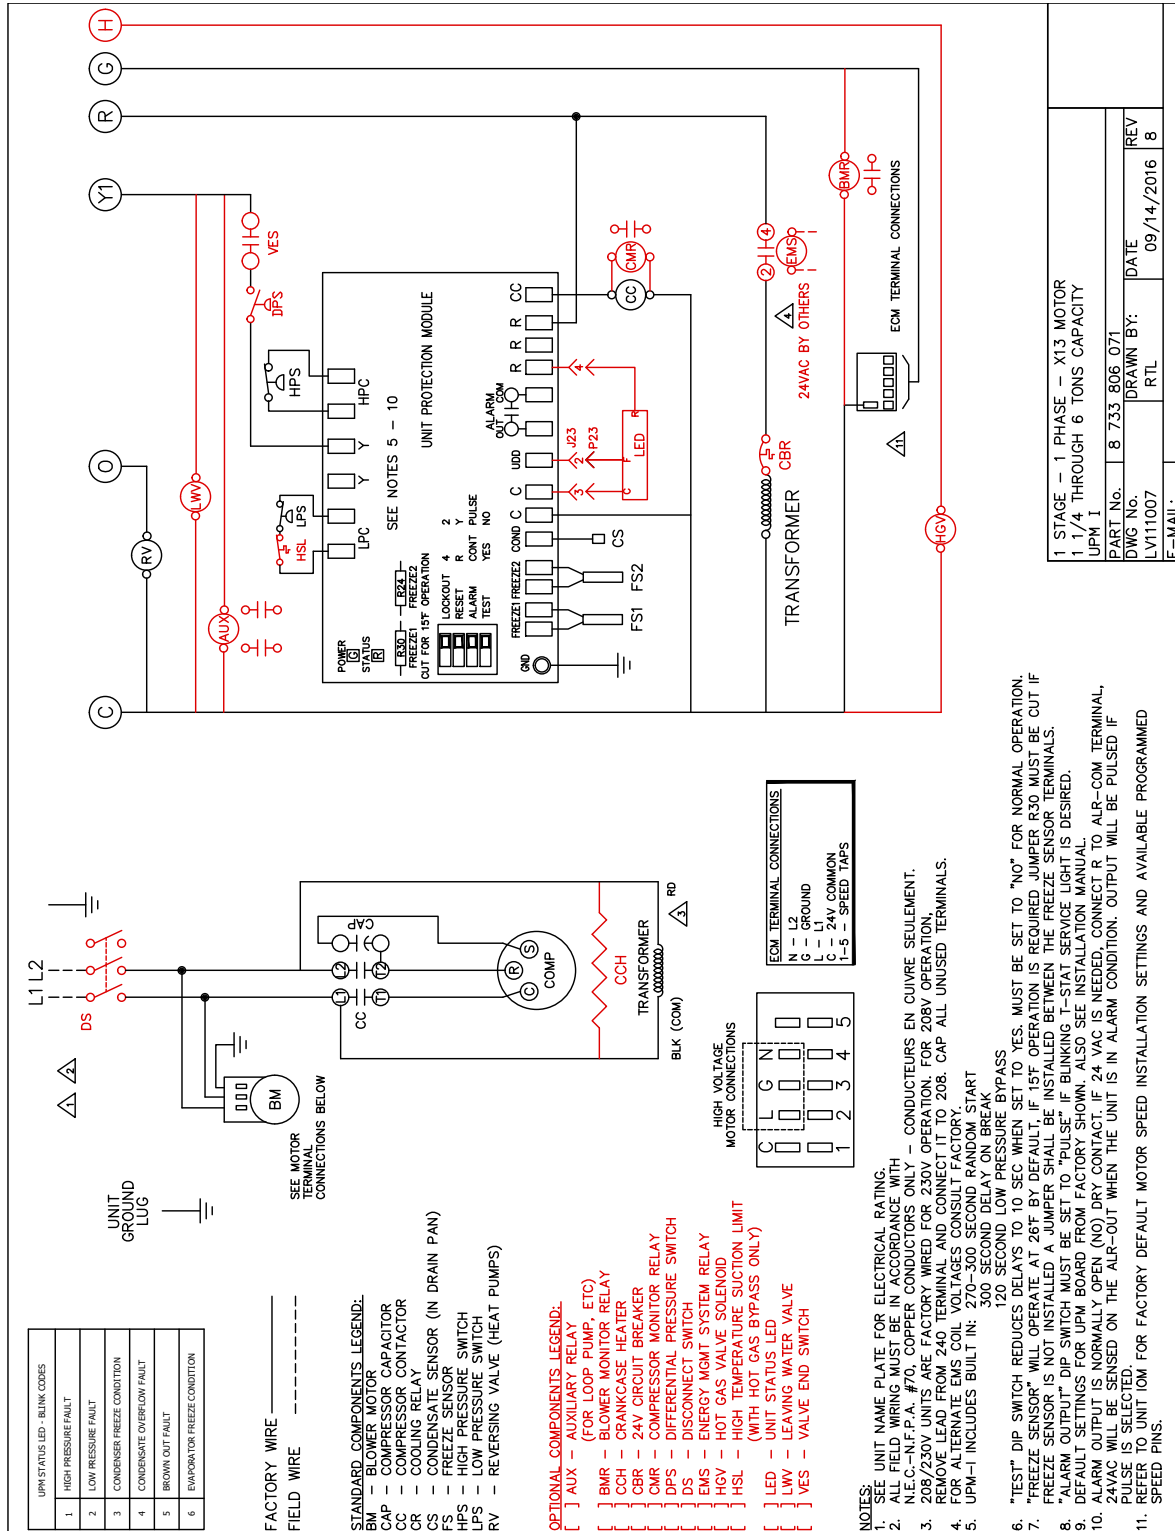 UPM STATUS LED - BLINK CODES
1 HIGH PRESSURE FAULT
2 LOW PRESSURE FAULT
3 CONDENSER FREEZE CONDITION
4 CONDENSATE OVERFLOW FAULT
5 BROWN OUT FAULT
6 EVAPORATOR FREEZE CONDITION
FACTORY WIRE
FIELD WIRE
UNIT
GROUND
LUG
STANDARD COMPONENTS LEGEND:
BM – BLOWER MOTOR
CAP – COMPRESSOR CAPACITOR
CC – COMPRESSOR CONTACTOR
CR – COOLING RELAY
CS – CONDENSATE SENSOR (IN DRAIN PAN)
FS – FREEZE SENSOR
HPS – HIGH PRESSURE SWITCH
LPS – LOW PRESSURE SWITCH
RV – REVERSING VALVE (HEAT PUMPS)
OPTIONAL COMPONENTS LEGEND:
[ ] AUX – AUXILIARY RELAY
(FOR LOOP PUMP, ETC)
[ ] BMR – BLOWER MONITOR RELAY
[ ] CCH – CRANKCASE HEATER
[ ] CBR – 24V CIRCUIT BREAKER
[ ] CMR – COMPRESSOR MONITOR RELAY
[ ] DPS – DIFFERENTIAL PRESSURE SWITCH
[ ] DS – DISCONNECT SWITCH
[ ] EMS – ENERGY MGMT SYSTEM RELAY
[ ] HGV – HOT GAS VALVE SOLENOID
[ ] HSL – HIGH TEMPERATURE SUCTION LIMIT
(WITH HOT GAS BYPASS ONLY)
[ ] LED – UNIT STATUS LED
[ ] LWV – LEAVING WATER VALVE
[ ] VES – VALVE END SWITCH
1
2
L1 L2
DS
BM
SEE MOTOR
TERMINAL
CONNECTIONS BELOW
L1 L2
CC
T1 T2
CAP
C R S
COMP
CCH
TRANSFORMER
BLK (COM)
RD
3
HIGH VOLTAGE
MOTOR CONNECTIONS
C L G N
1 2 3 4 5
ECM TERMINAL CONNECTIONS
N – L2
G – GROUND
L – L1
C – 24V COMMON
1–5 – SPEED TAPS
C O Y1 R G H
RV
LWV
AUX
VES
DPS
HPS
LPS
HSL
LPC
Y
Y
HPC
SEE NOTES 5 – 10
UNIT PROTECTION MODULE
POWER
G
STATUS
R
R30
FREEZE1
R24
FREEZE2
CUT FOR 15°F OPERATION
LOCKOUT 4 2
RESET R Y
ALARM CONT PULSE
TEST YES NO
GND
FREEZE1
FREEZE2
COND
C
C
UDD
ALARM
OUT COM
R
R
R
CC
FS1
FS2
CS
3 2 4
J23
P23
C F R
LED
CMR
CC
TRANSFORMER
CBR
2 4
EMS
4
24VAC BY OTHERS
BMR
11
ECM TERMINAL CONNECTIONS
HGV
NOTES:
1. SEE UNIT NAME PLATE FOR ELECTRICAL RATING.
2. ALL FIELD WIRING MUST BE IN ACCORDANCE WITH
N.E.C.–N.F.P.A. #70, COPPER CONDUCTORS ONLY – CONDUCTEURS EN CUIVRE SEULEMENT.
3. 208/230V UNITS ARE FACTORY WIRED FOR 230V OPERATION. FOR 208V OPERATION,
REMOVE LEAD FROM 240 TERMINAL AND CONNECT IT TO 208. CAP ALL UNUSED TERMINALS.
4. FOR ALTERNATE EMS COIL VOLTAGES CONSULT FACTORY.
5. UPM–I INCLUDES BUILT IN: 270–300 SECOND RANDOM START
300 SECOND DELAY ON BREAK
120 SECOND LOW PRESSURE BYPASS
6. "TEST" DIP SWITCH REDUCES DELAYS TO 10 SEC WHEN SET TO YES. MUST BE SET TO "NO" FOR NORMAL OPERATION.
7. "FREEZE SENSOR" WILL OPERATE AT 26°F BY DEFAULT, IF 15°F OPERATION IS REQUIRED JUMPER R30 MUST BE CUT IF
FREEZE SENSOR IS NOT INSTALLED A JUMPER SHALL BE INSTALLED BETWEEN THE FREEZE SENSOR TERMINALS.
8. "ALARM OUTPUT" DIP SWITCH MUST BE SET TO "PULSE" IF BLINKING T–STAT SERVICE LIGHT IS DESIRED.
9. DEFAULT SETTINGS FOR UPM BOARD FROM FACTORY SHOWN. ALSO SEE INSTALLATION MANUAL.
10. ALARM OUTPUT IS NORMALLY OPEN (NO) DRY CONTACT. IF 24 VAC IS NEEDED, CONNECT R TO ALR–COM TERMINAL,
24VAC WILL BE SENSED ON THE ALR–OUT WHEN THE UNIT IS IN ALARM CONDITION. OUTPUT WILL BE PULSED IF
PULSE IS SELECTED.
11. REFER TO UNIT IOM FOR FACTORY DEFAULT MOTOR SPEED INSTALLATION SETTINGS AND AVAILABLE PROGRAMMED
SPEED PINS.
1 STAGE – 1 PHASE – X13 MOTOR
1 1/4 THROUGH 6 TONS CAPACITY
UPM I
PART No. 8 733 806 071
DWG No. DRAWN BY: DATE REV
LV111007 RTL 09/14/2016 8
E–MAIL: